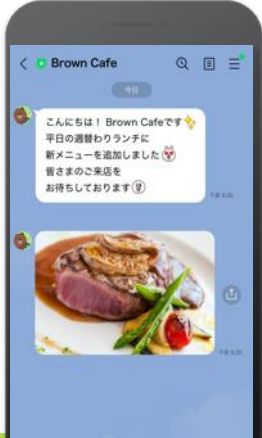 Brown Cafe
今日
こんにちは！ Brown Cafeです
平日の週替わりランチに
新メニューを追加しました
皆さまのご来店を
お待ちしております